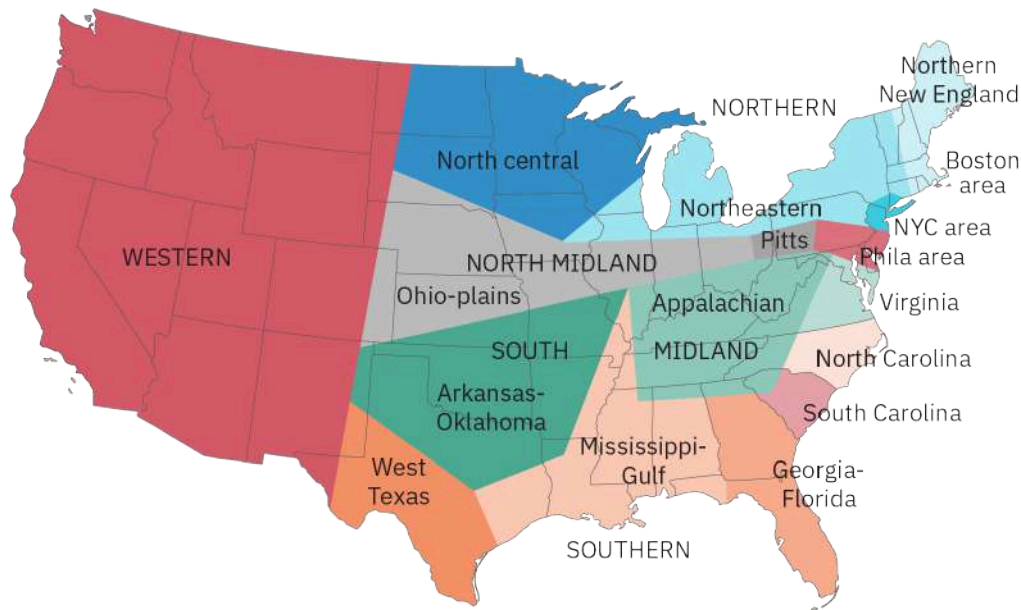 Northern
New England
NORTHERN
North central
Boston
area
Northeastern
NYC area
Pitts
WESTERN
NORTH MIDLAND
Phila area
Ohio-plains
Appalachian
Virginia
SOUTH MIDLAND
North Carolina
Arkansas-
Oklahoma
South Carolina
Mississippi-
Gulf
West
Texas
Georgia-
Florida
SOUTHERN